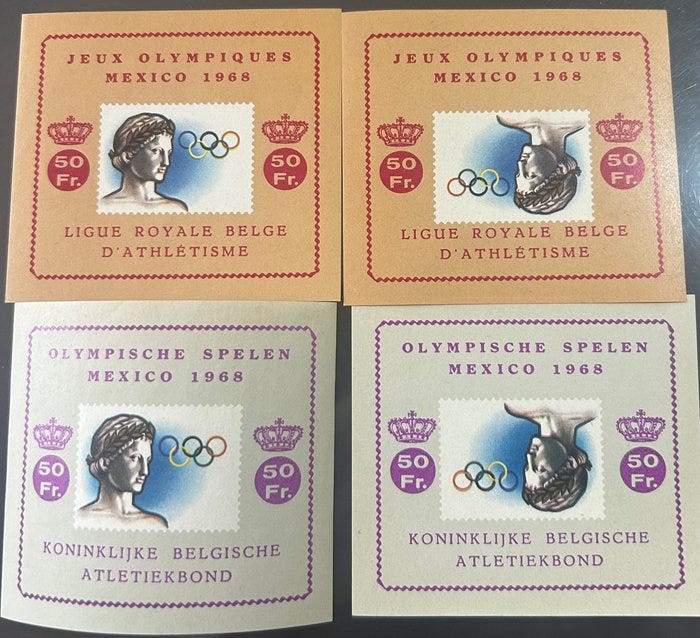 JEUX OLYMPIQUES
MEXICO 1968
50
Fr.
50
Fr.
LIGUE ROYALE BELGE
D'ATHLÉTISME
JEUX OLYMPIQUES
MEXICO 1968
50
Fr.
50
Fr.
LIGUE ROYALE BELGE
D'ATHLÉTISME
OLYMPISCHE SPELEN
MEXICO 1968
50
Fr.
50
Fr.
KONINKLIJKE BELGISCHE
ATLETIEKBOND
OLYMPISCHE SPELEN
MEXICO 1968
50
Fr.
50
Fr.
KONINKLIJKE BELGISCHE
ATLETIEKBOND